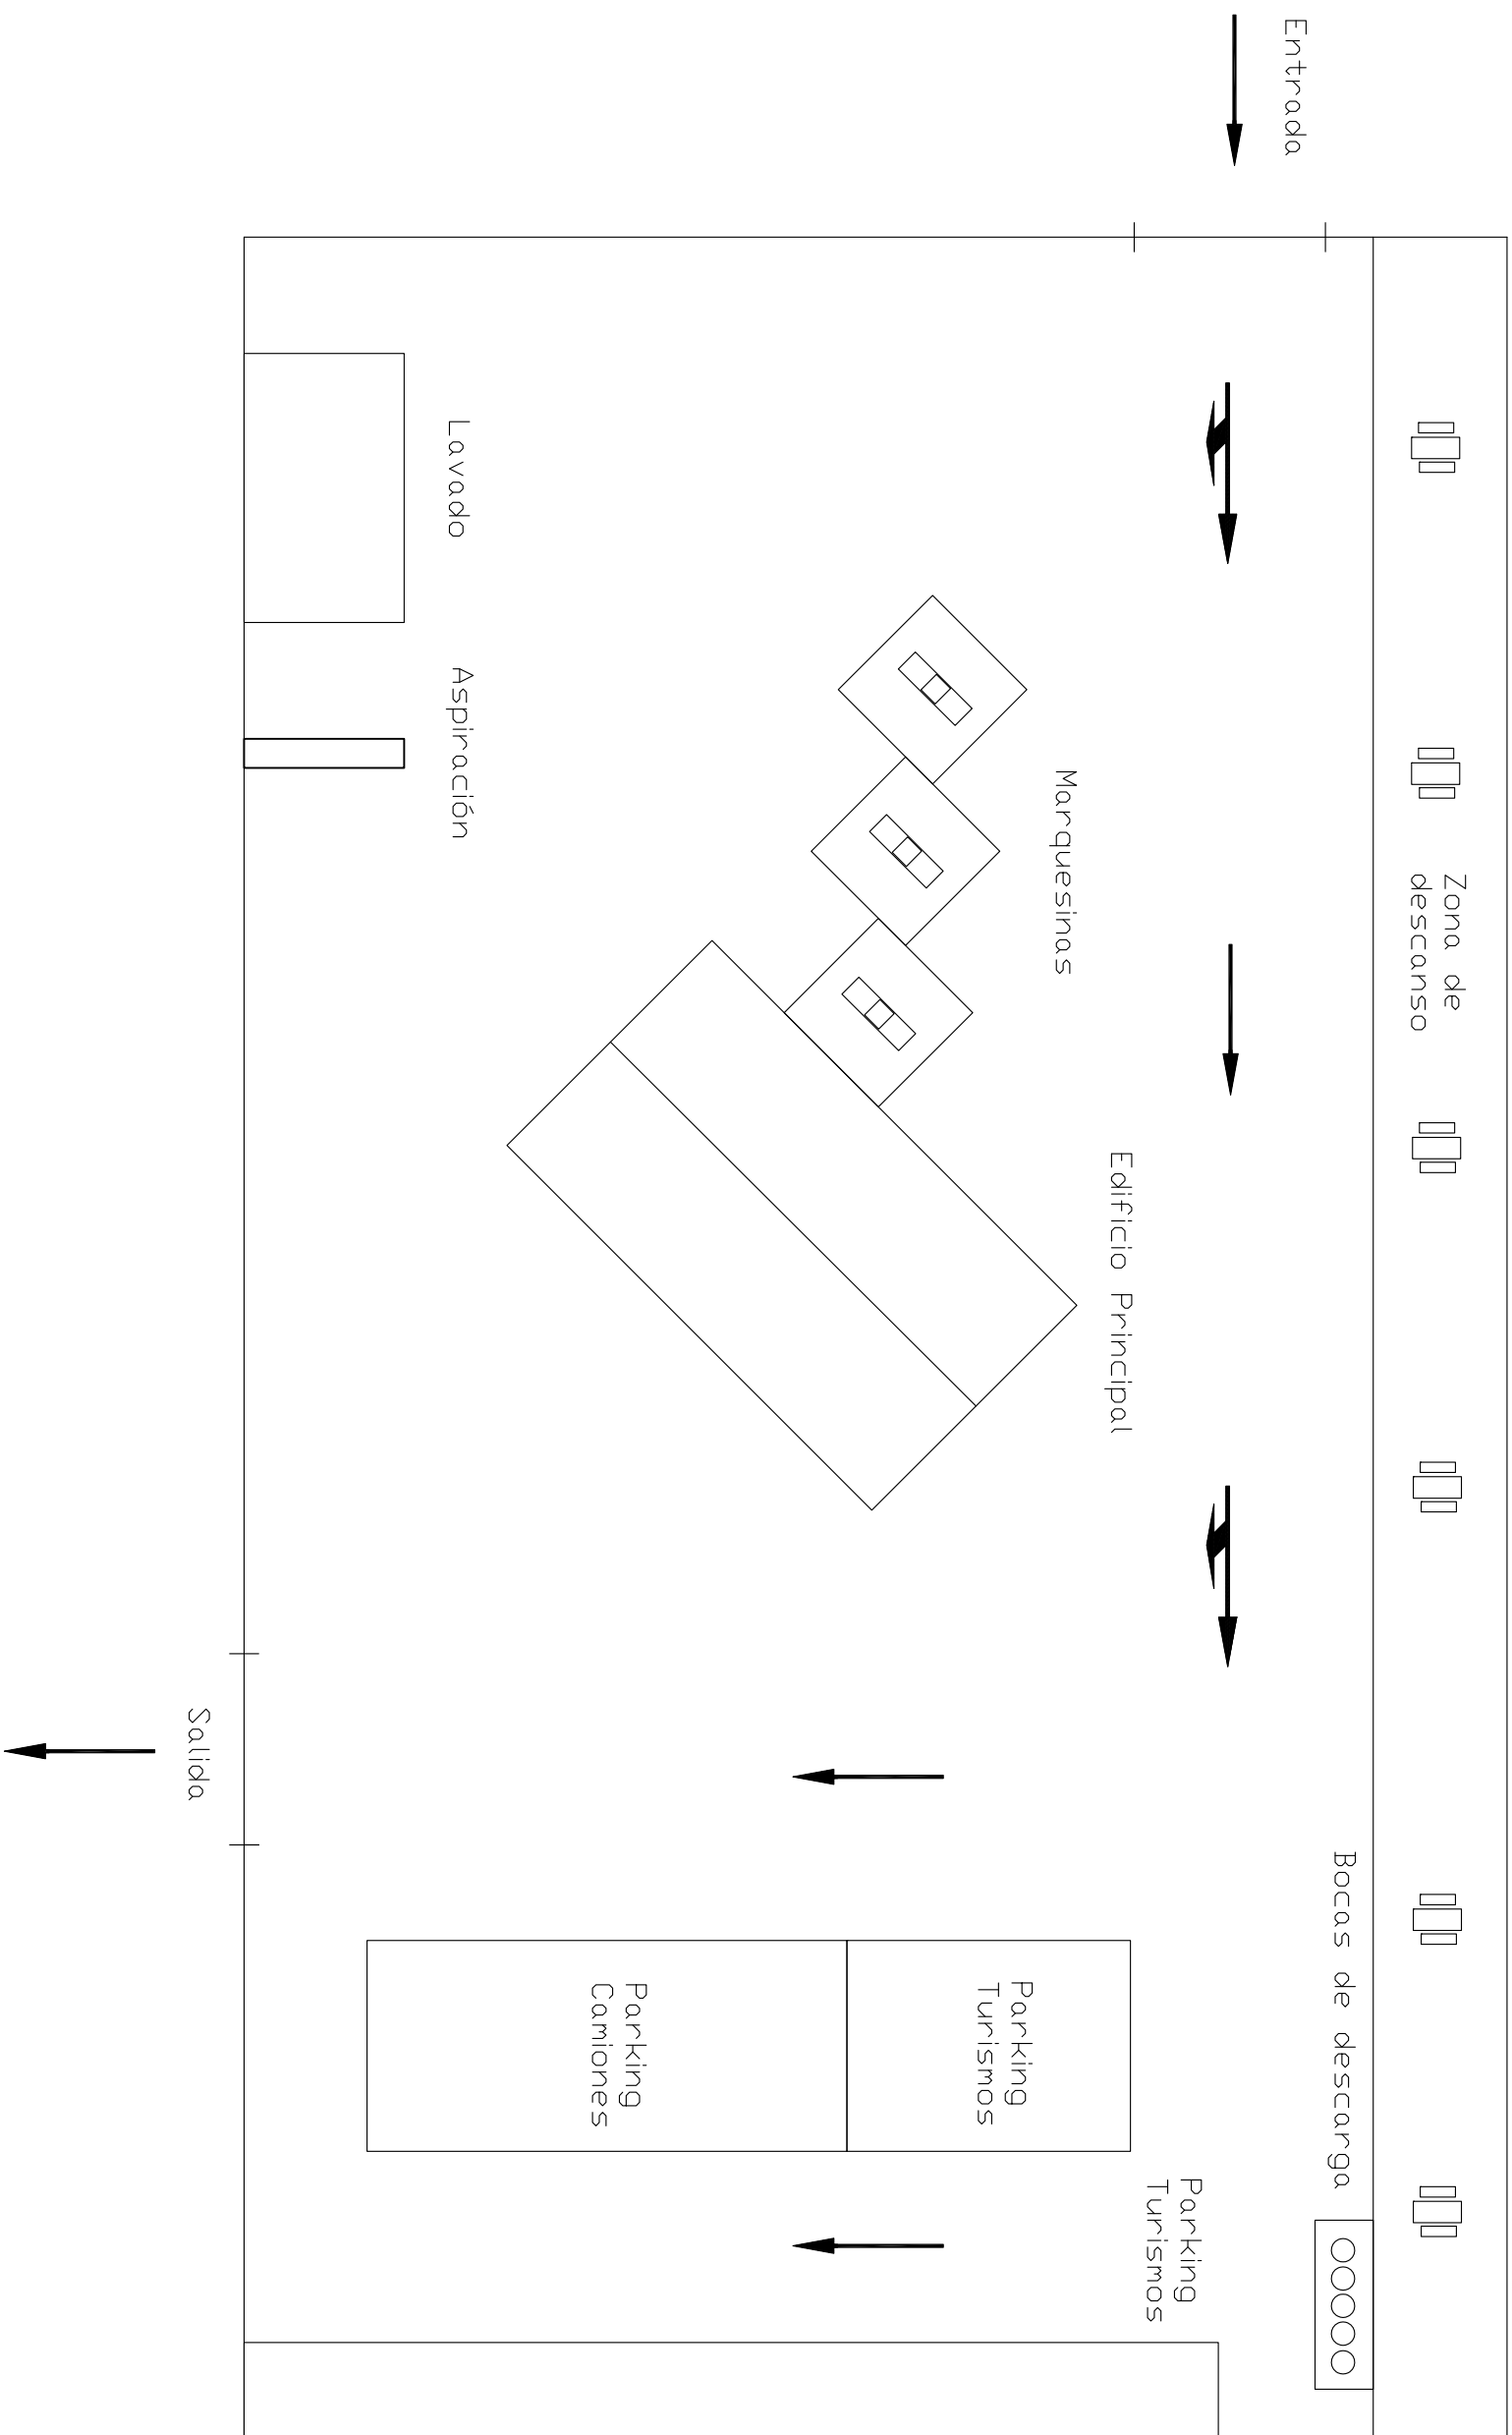 Zona de
descanso
Entrada
Bocas de descarga
Parking
Turismos
Edificio Principal
Marquesinas
Parking
Turismos
Parking
Camiones
Lavado
Aspiración
Salida